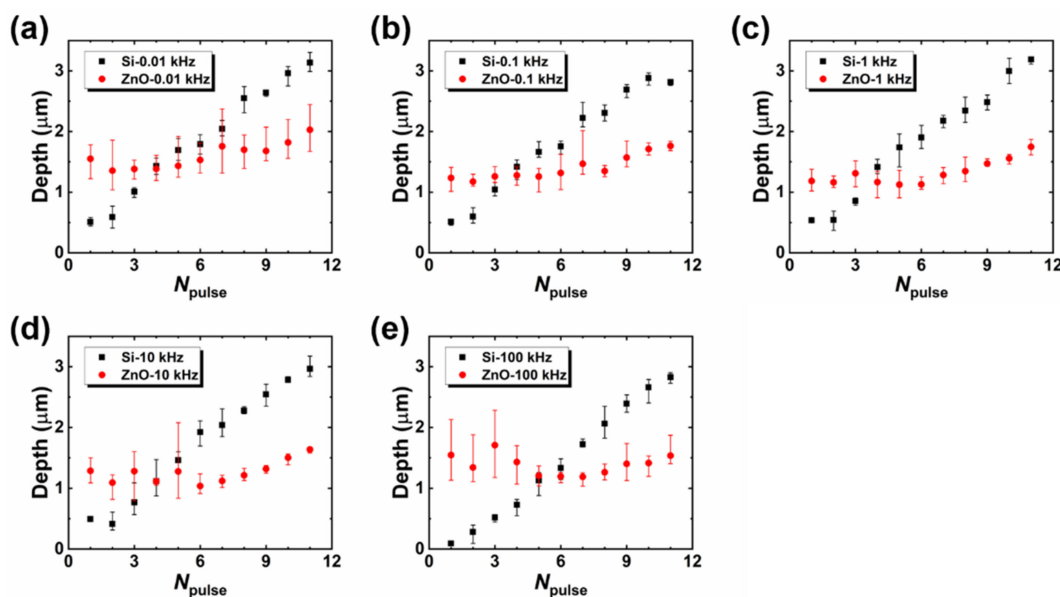 (a)
Si-0.01 kHz
ZnO-0.01 kHz
Depth (μm)
3
2
1
0
0 3 6 9 12
Npulse
(b)
Si-0.1 kHz
ZnO-0.1 kHz
Depth (μm)
3
2
1
0
0 3 6 9 12
Npulse
(c)
Si-1 kHz
ZnO-1 kHz
Depth (μm)
3
2
1
0
0 3 6 9 12
Npulse
(d)
Si-10 kHz
ZnO-10 kHz
Depth (μm)
3
2
1
0
0 3 6 9 12
Npulse
(e)
Si-100 kHz
ZnO-100 kHz
Depth (μm)
3
2
1
0
0 3 6 9 12
Npulse